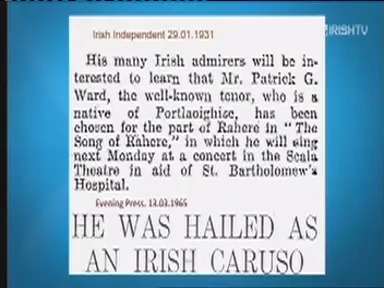 Irish Independent 29.01.1931
IRISHTV
His many Irish admirers will be in-
terested to learn that Mr. Patrick G.
Ward, the well-known tenor, who is a
native of Portlaoighise, has been
chosen for the part of Rahere in "The
Song of Rahere," in which he will sing
next Monday at a concert in the Scala
Theatre in aid of St. Bartholomew's
Hospital.
Evening Press. 13.03.1965
HE WAS HAILED AS
AN IRISH CARUSO